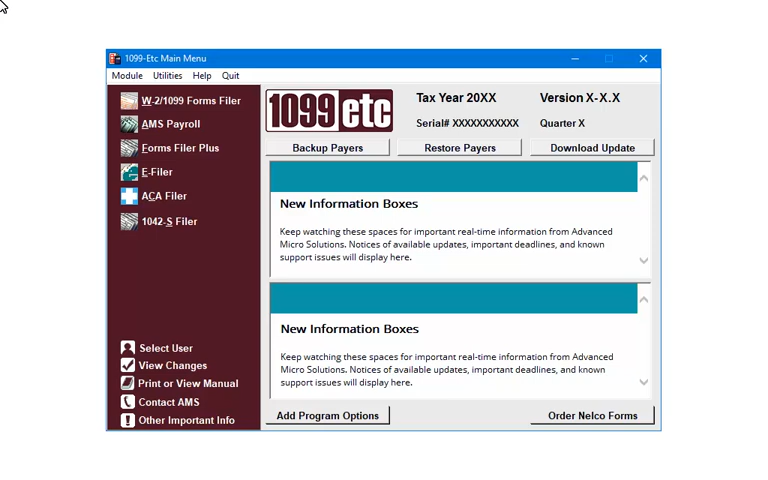 1099-Etc Main Menu
Module Utilities Help Quit
W-2/1099 Forms Filer
AMS Payroll
Forms Filer Plus
E-Filer
ACA Filer
1042-S Filer
Select User
View Changes
Print or View Manual
Contact AMS
Other Important Info
1099 etc
Tax Year 20XX Version X-X.X
Serial# XXXXXXXXXXX Quarter X
Backup Payers Restore Payers Download Update
New Information Boxes
Keep watching these spaces for important real-time information from Advanced
Micro Solutions. Notices of available updates, important deadlines, and known
support issues will display here.
New Information Boxes
Keep watching these spaces for important real-time information from Advanced
Micro Solutions. Notices of available updates, important deadlines, and known
support issues will display here.
Add Program Options Order Nelco Forms